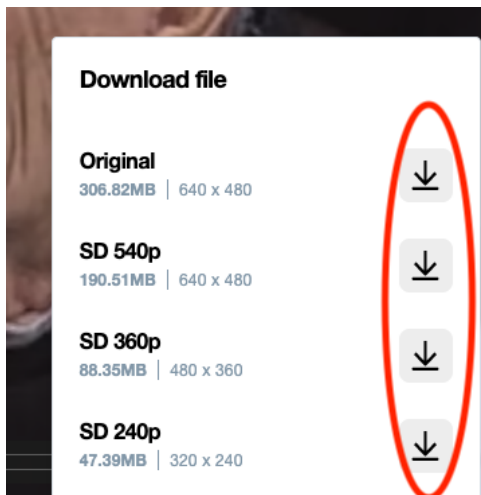 Download file
Original
306.82MB | 640 x 480
SD 540p
190.51MB | 640 x 480
SD 360p
88.35MB | 480 x 360
SD 240p
47.39MB | 320 x 240